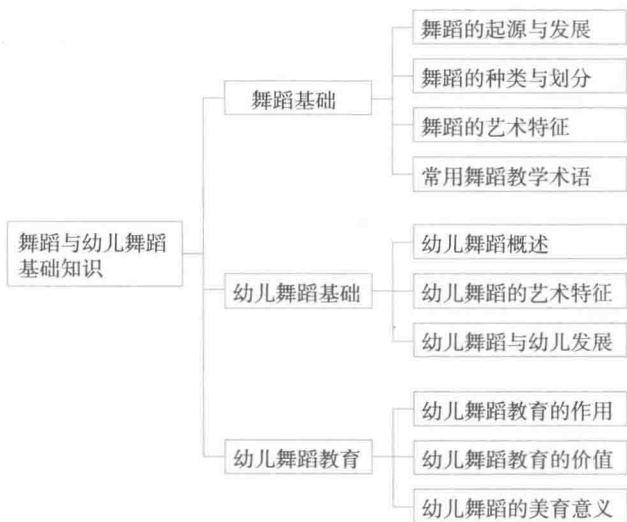 舞蹈与幼儿舞蹈
基础知识
舞蹈基础
舞蹈的起源与发展
舞蹈的种类与划分
舞蹈的艺术特征
常用舞蹈教学术语
幼儿舞蹈基础
幼儿舞蹈概述
幼儿舞蹈的艺术特征
幼儿舞蹈与幼儿发展
幼儿舞蹈教育
幼儿舞蹈教育的作用
幼儿舞蹈教育的价值
幼儿舞蹈的美育意义